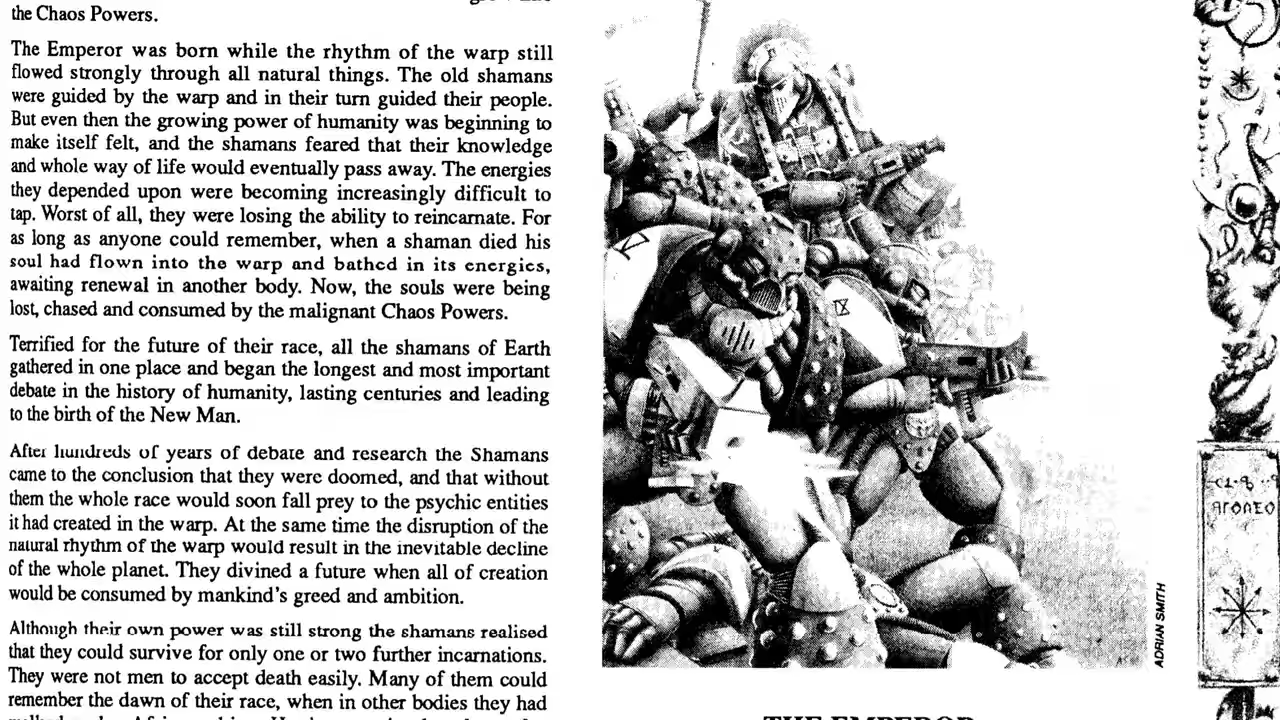 the Chaos Powers.
The Emperor was born while the rhythm of the warp still
flowed strongly through all natural things. The old shamans
were guided by the warp and in their turn guided their people.
But even then the growing power of humanity was beginning to
make itself felt, and the shamans feared that their knowledge
and whole way of life would eventually pass away. The energies
they depended upon were becoming increasingly difficult to
tap. Worst of all, they were losing the ability to reincarnate. For
as long as anyone could remember, when a shaman died his
soul had flown into the warp and bathed in its energies,
awaiting renewal in another body. Now, the souls were being
lost, chased and consumed by the malignant Chaos Powers.
Terrified for the future of their race, all the shamans of Earth
gathered in one place and began the longest and most important
debate in the history of humanity, lasting centuries and leading
to the birth of the New Man.
After hundreds of years of debate and research the Shamans
came to the conclusion that they were doomed, and that without
them the whole race would soon fall prey to the psychic entities
it had created in the warp. At the same time the disruption of the
natural rhythm of the warp would result in the inevitable decline
of the whole planet. They divined a future when all of creation
would be consumed by mankind's greed and ambition.
Although their own power was still strong the shamans realised
that they could survive for only one or two further incarnations.
They were not men to accept death easily. Many of them could
remember the dawn of their race, when in other bodies they had
ADRIAN SMITH
THE EMPEROR